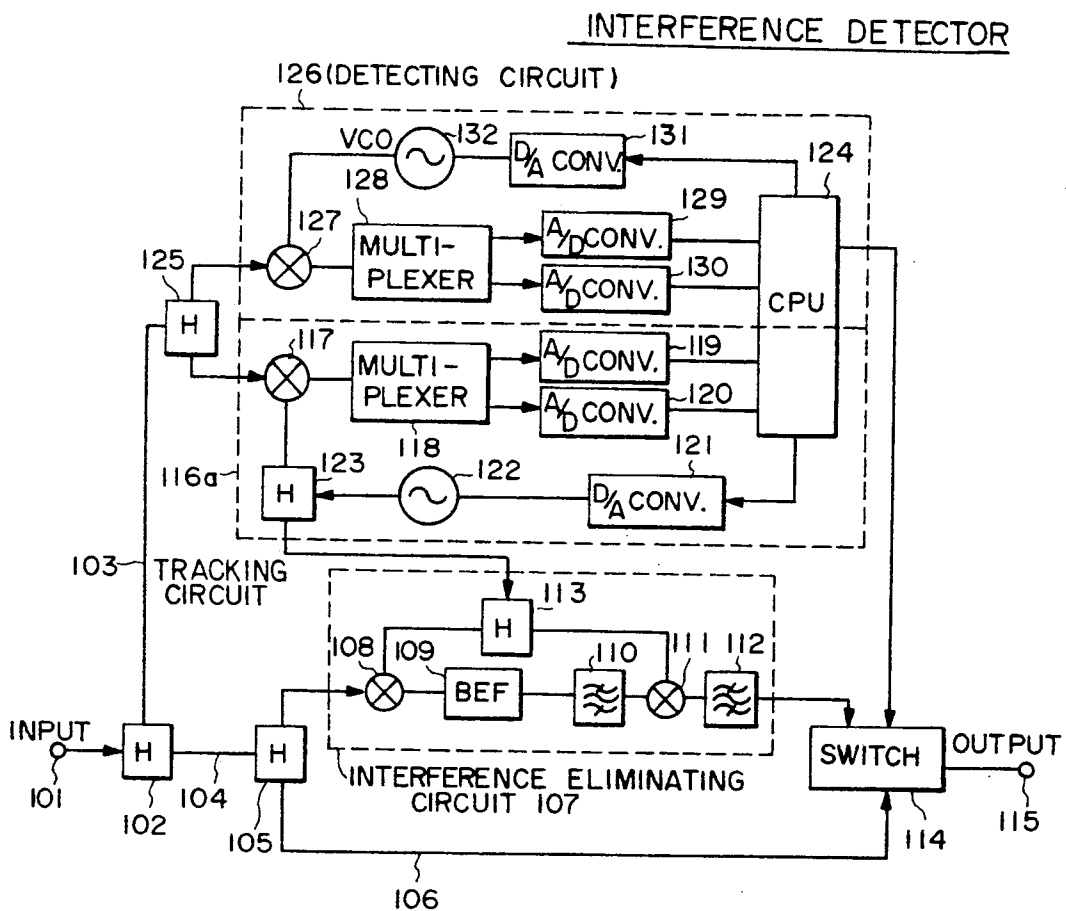 INTERFERENCE DETECTOR
126(DETECTING CIRCUIT)
VCO
132
131
D/A CONV.
124
128
129
127
MULTI-
PLEXER
A/D CONV.
125
130
A/D CONV.
CPU
H
117
119
MULTI-
PLEXER
A/D CONV.
120
A/D CONV.
118
121
116a
123
122
H
D/A CONV.
103
TRACKING
CIRCUIT
113
H
108
109
110
111
112
BEF
INPUT
H
H
SWITCH
OUTPUT
101
102
104
105
INTERFERENCE ELIMINATING
CIRCUIT 107
114
115
106